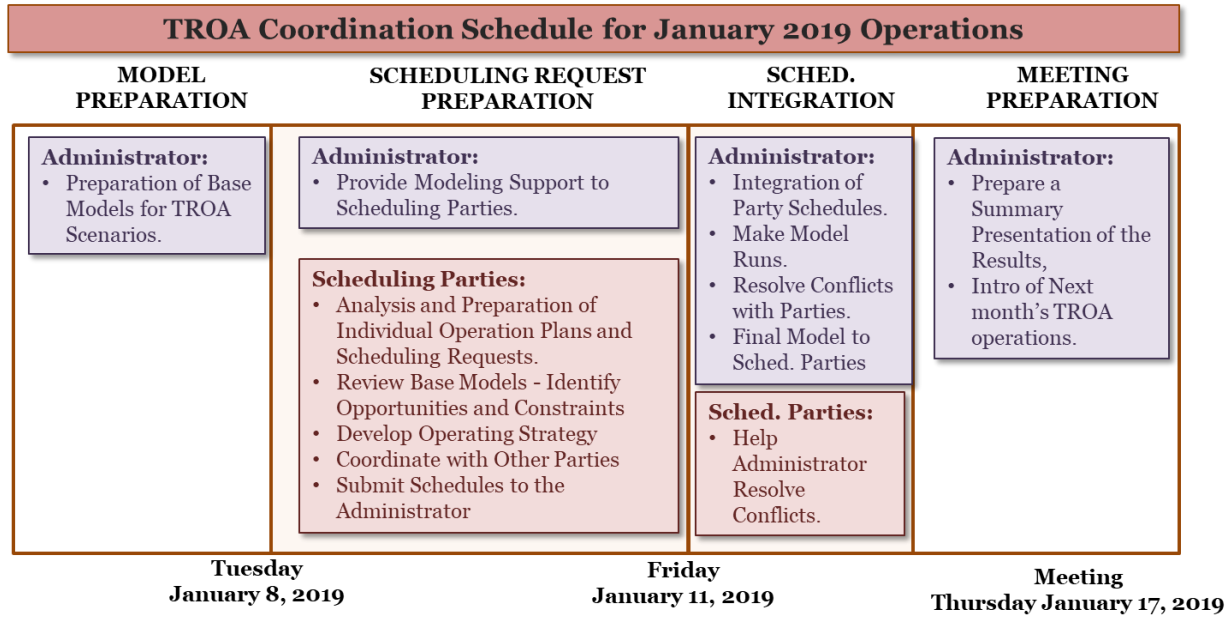 TROA Coordination Schedule for January 2019 Operations
MODEL
PREPARATION
SCHEDULING REQUEST
PREPARATION
SCHED.
INTEGRATION
MEETING
PREPARATION
Administrator:
• Preparation of Base
Models for TROA
Scenarios.
Administrator:
• Provide Modeling Support to
Scheduling Parties.
Scheduling Parties:
• Analysis and Preparation of
Individual Operation Plans and
Scheduling Requests.
• Review Base Models - Identify
Opportunities and Constraints
• Develop Operating Strategy
• Coordinate with Other Parties
• Submit Schedules to the
Administrator
Administrator:
• Integration of
Party Schedules.
• Make Model
Runs.
• Resolve Conflicts
with Parties.
• Final Model to
Sched. Parties
Sched. Parties:
• Help
Administrator
Resolve
Conflicts.
Administrator:
• Prepare a
Summary
Presentation of the
Results,
• Intro of Next
month's TROA
operations.
Tuesday
January 8, 2019
Friday
January 11, 2019
Meeting
Thursday January 17, 2019